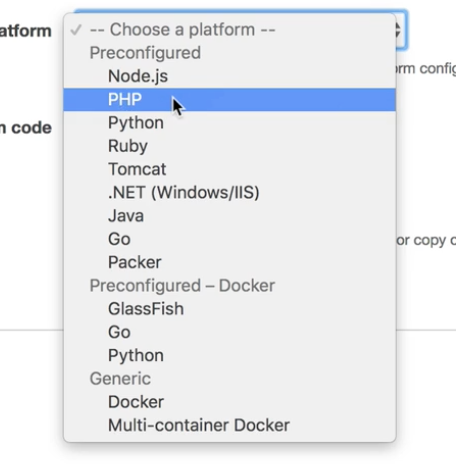 atform
✓ -- Choose a platform --
Preconfigured
Node.js
orm config
PHP
Python
n code
Ruby
Tomcat
.NET (Windows/IIS)
Java
Go
or copy o
Packer
Preconfigured – Docker
GlassFish
Go
Python
Generic
Docker
Multi-container Docker